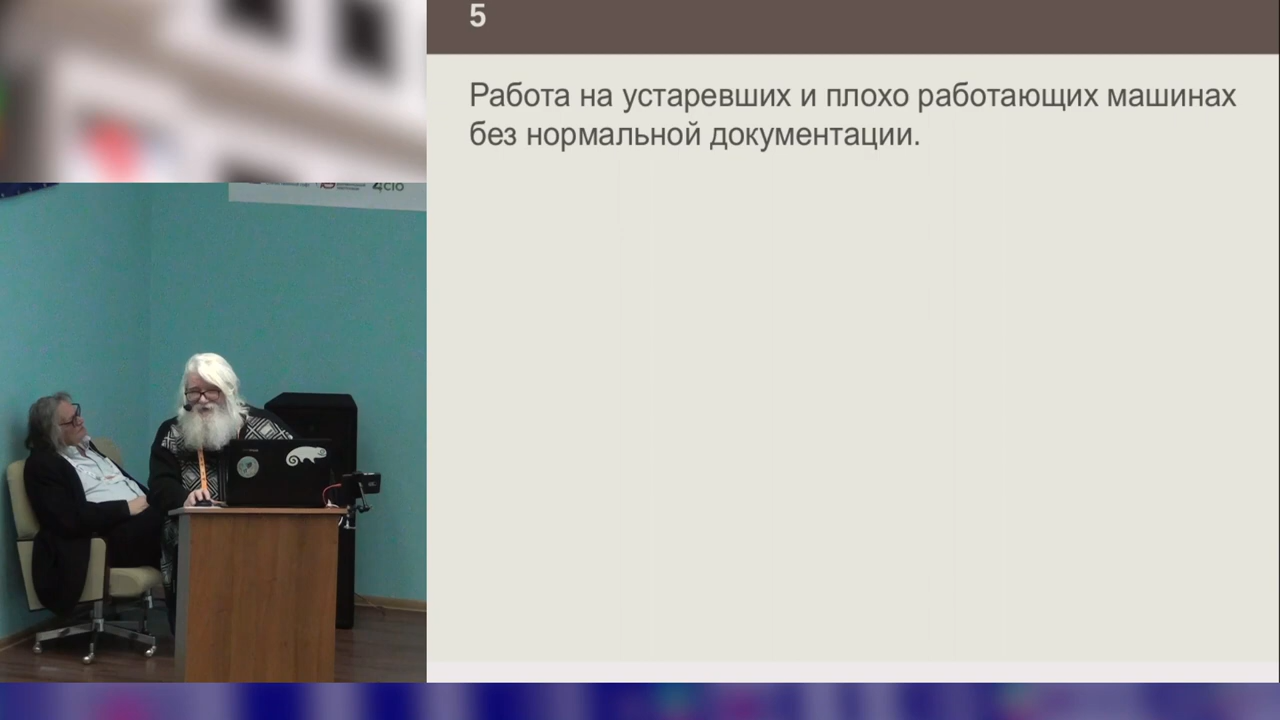 5
Работа на устаревших и плохо работающих машинах
без нормальной документации.
4CIO